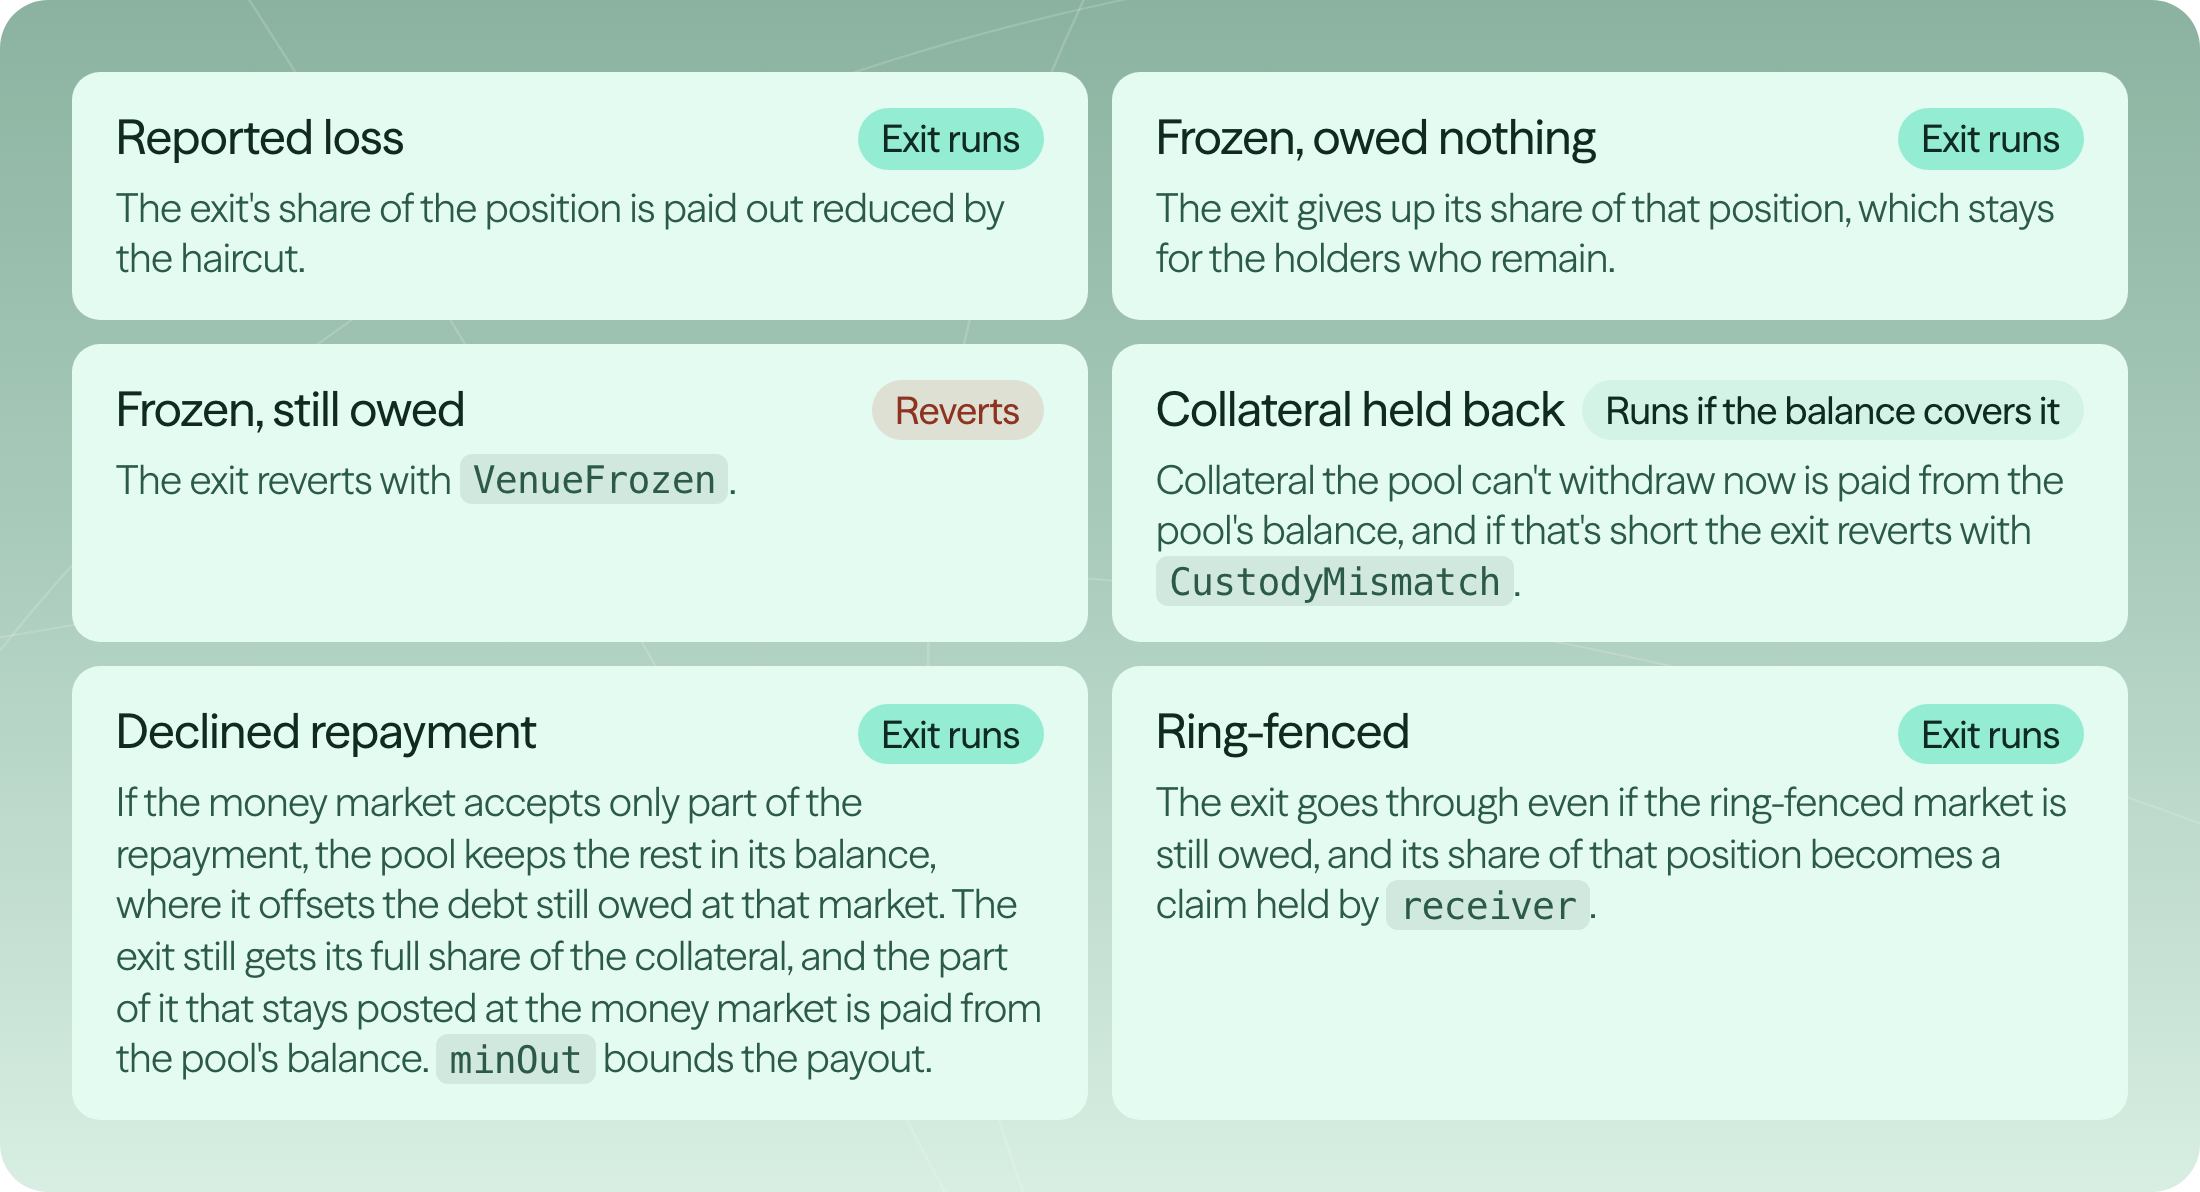 Reported loss
Exit runs
The exit's share of the position is paid out reduced by
the haircut.
Frozen, owed nothing
Exit runs
The exit gives up its share of that position, which stays
for the holders who remain.
Frozen, still owed
Reverts
The exit reverts with VenueFrozen.
Collateral held back
Runs if the balance covers it
Collateral the pool can't withdraw now is paid from the
pool's balance, and if that's short the exit reverts with
CustodyMismatch.
Declined repayment
Exit runs
If the money market accepts only part of the
repayment, the pool keeps the rest in its balance,
where it offsets the debt still owed at that market. The
exit still gets its full share of the collateral, and the part
of it that stays posted at the money market is paid from
the pool's balance. minOut bounds the payout.
Ring-fenced
Exit runs
The exit goes through even if the ring-fenced market is
still owed, and its share of that position becomes a
claim held by receiver.